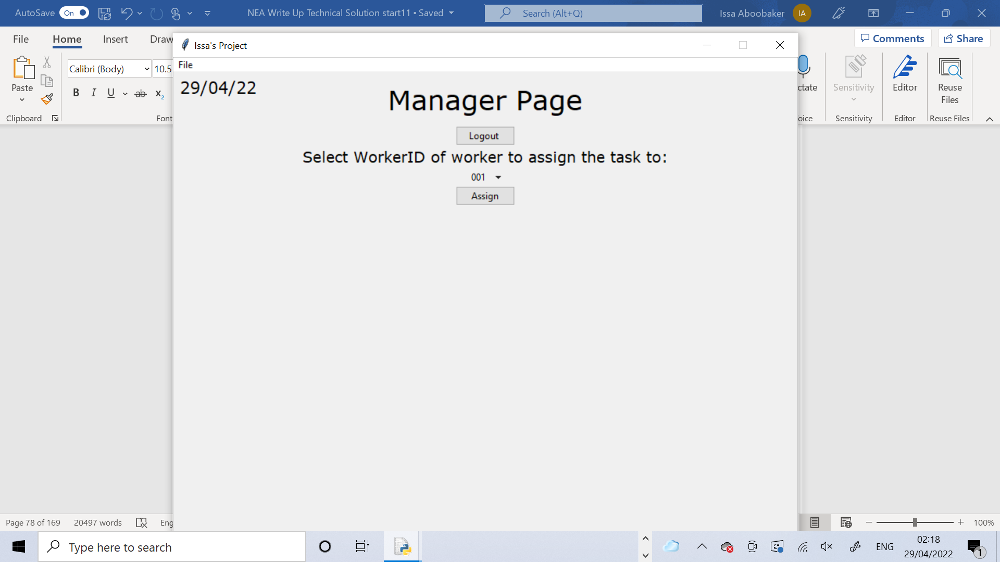 AutoSave On NEA Write Up Technical Solution start11 • Saved Search (Alt+Q) Issa Aboobaker IA
File Home Insert Draw Comments Share
Issa's Project
File
29/04/22
Manager Page
Logout
Select WorkerID of worker to assign the task to:
001
Assign
Calibri (Body) 10.5
Paste B I U ab x2
Clipboard Font
ctate Sensitivity Editor Reuse Files
oice Sensitivity Editor Reuse Files
Page 78 of 169 20497 words Eng 100%
Type here to search ENG 02:18
29/04/2022 1